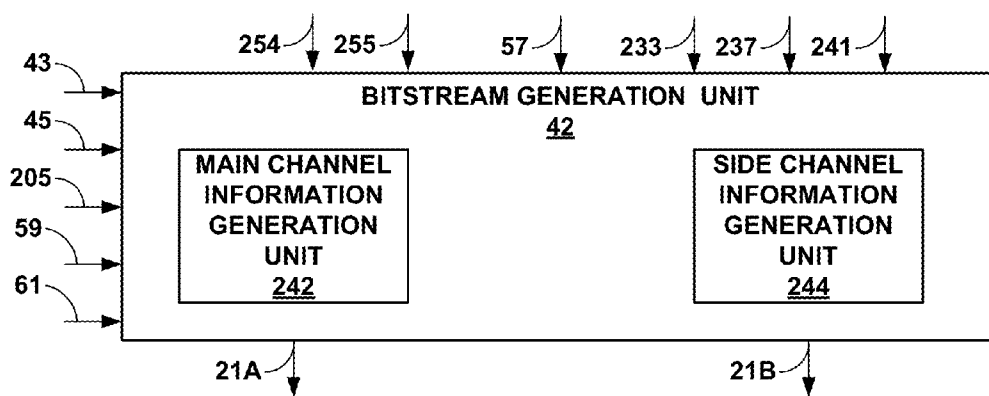 254 255 57 233 237 241
43
BITSTREAM GENERATION UNIT
42
45
MAIN CHANNEL
INFORMATION
GENERATION
UNIT
242
SIDE CHANNEL
INFORMATION
GENERATION
UNIT
244
205
59
61
21A 21B